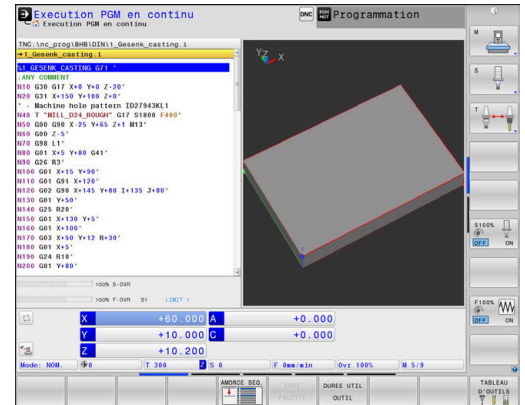 Exécution PGM en continu
Exécution PGM en continu
DNC
Programmation
TNC:\nc_prog\BHB\DIN\1_Gesenk_casting.i
→1_Gesenk_casting.i
%1_GESENK_CASTING G71 *
;ANY COMMENT
N10 G30 G17 X+0 Y+0 Z-20*
N20 G31 X+150 Y+100 Z+0*
* - Machine hole pattern ID27943KL1
N40 T "MILL_D24_ROUGH" G17 S1800 F400*
N50 G00 G90 X-25 Y+65 Z+1 M13*
N60 G00 Z-5*
N70 G98 L1*
N80 G01 X+5 Y+80 G41*
N90 G26 R3*
N100 G01 X+15 Y+90*
N110 G01 G91 X+120*
N120 G02 G90 X+145 Y+80 I+135 J+80*
N130 G01 Y+50*
N140 G25 R20*
N150 G01 X+130 Y+5*
N160 G01 X+100*
N170 G03 X+50 Y+12 R+30*
N180 G01 X+5*
N190 G24 R10*
N200 G01 Y+80*
Y Z X
100% S-OVR
100% F-OVR S1 LIMIT 1
X +60.000 A +0.000
Y +10.000 C +0.000
Z +10.200
Mode: NOM. 0 T 300 Z S 0 F 0mm/min Ovr 100% M 5/9
M
S
T
S100%
OFF ON
F100%
OFF ON
AMORCE SEQ.
EDIT
PALETTE
DUREE UTIL
OUTIL
TABLEAU
D'OUTILS